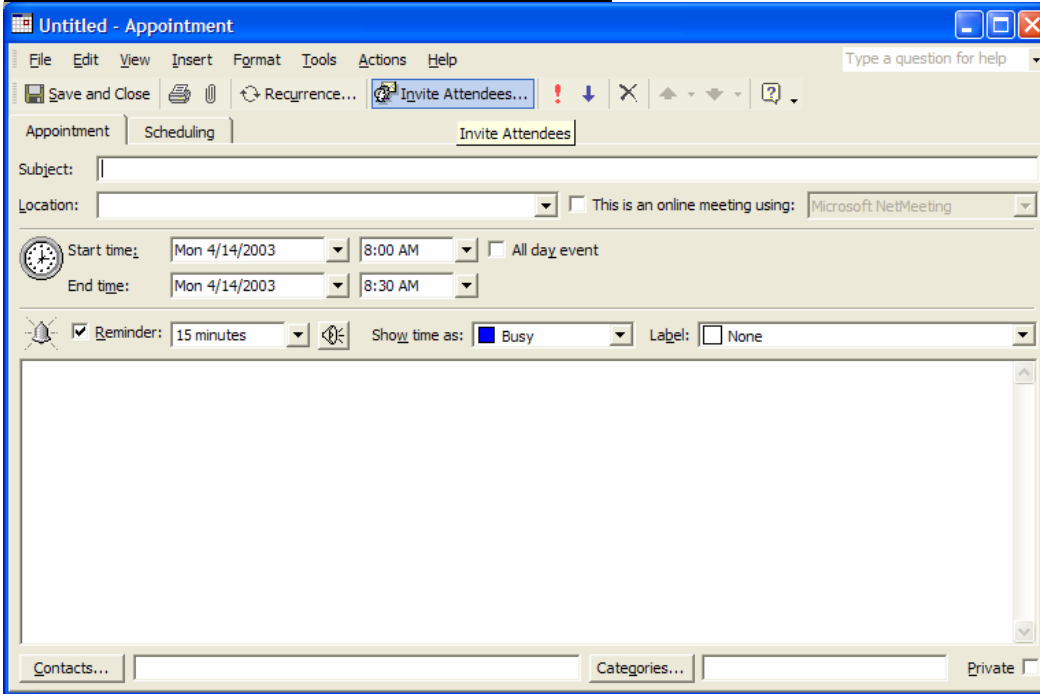 Untitled - Appointment
File Edit View Insert Format Tools Actions Help Type a question for help
Save and Close Recurrence... Invite Attendees...
Appointment Scheduling Invite Attendees
Subject:
Location: This is an online meeting using: Microsoft NetMeeting
Start time: Mon 4/14/2003 8:00 AM All day event
End time: Mon 4/14/2003 8:30 AM
Reminder: 15 minutes Show time as: Busy Label: None
Contacts... Categories... Private